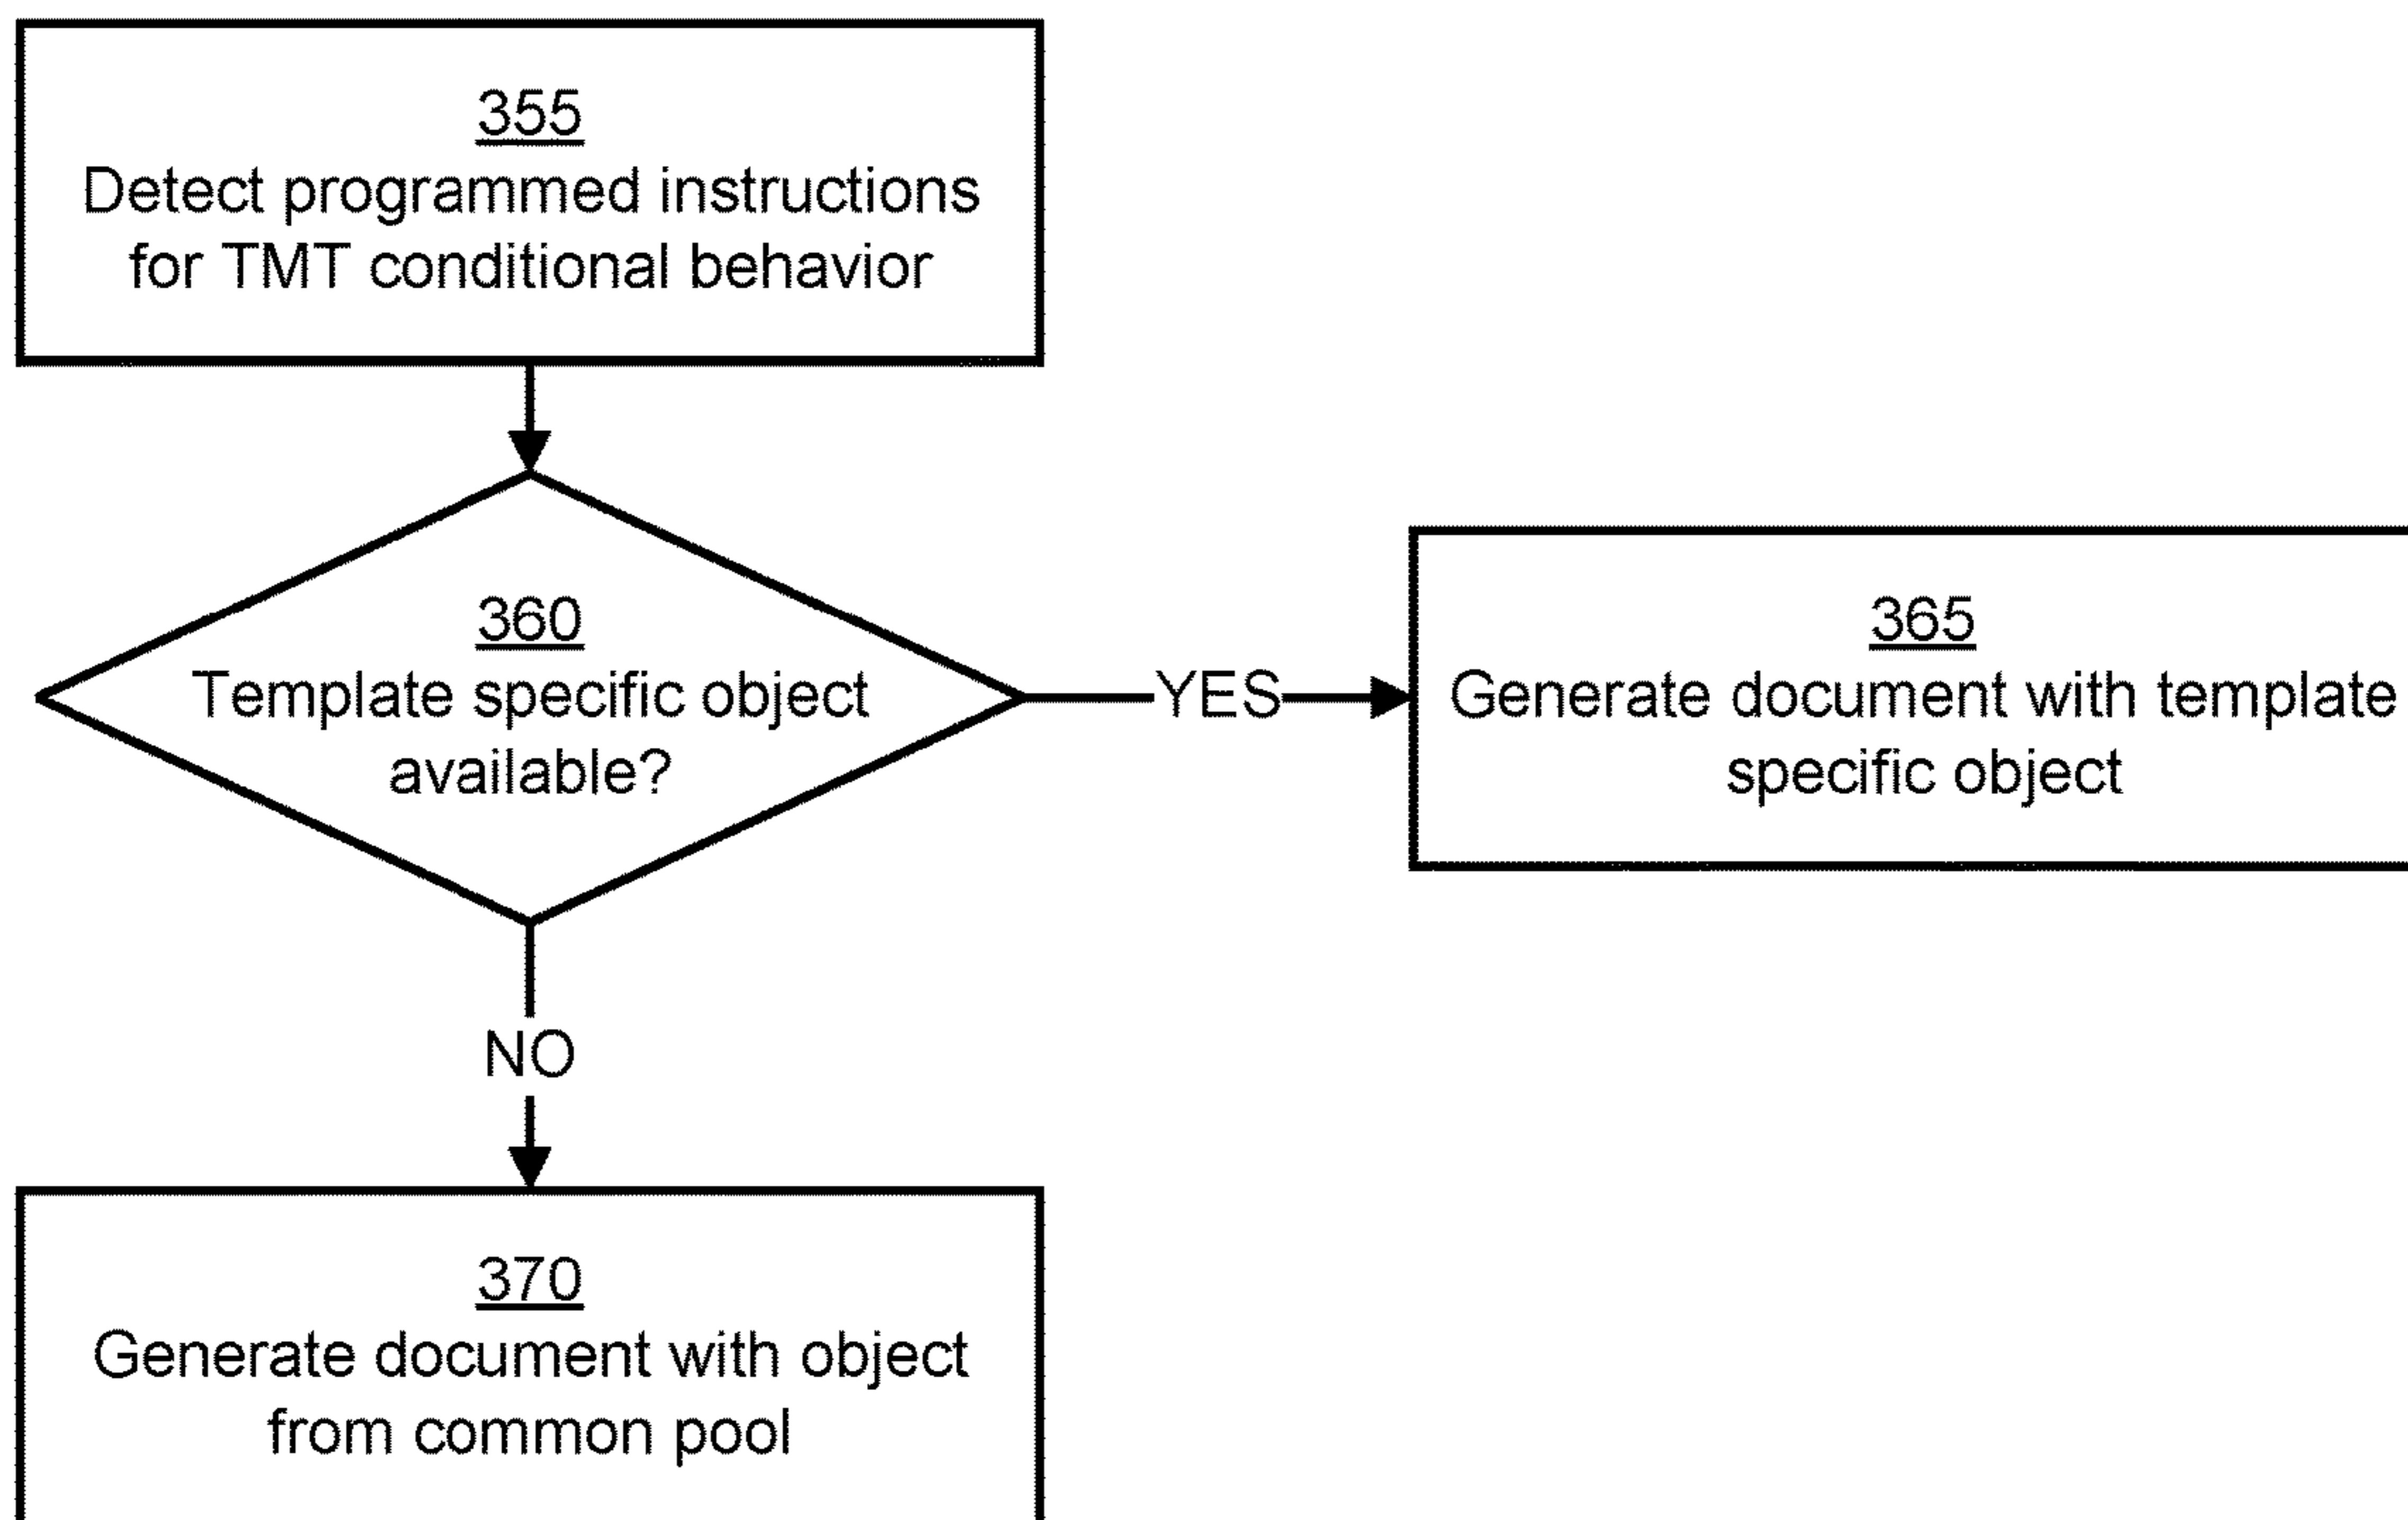 355
Detect programmed instructions
for TMT conditional behavior
360
Template specific object
available?
YES
365
Generate document with template
specific object
NO
370
Generate document with object
from common pool